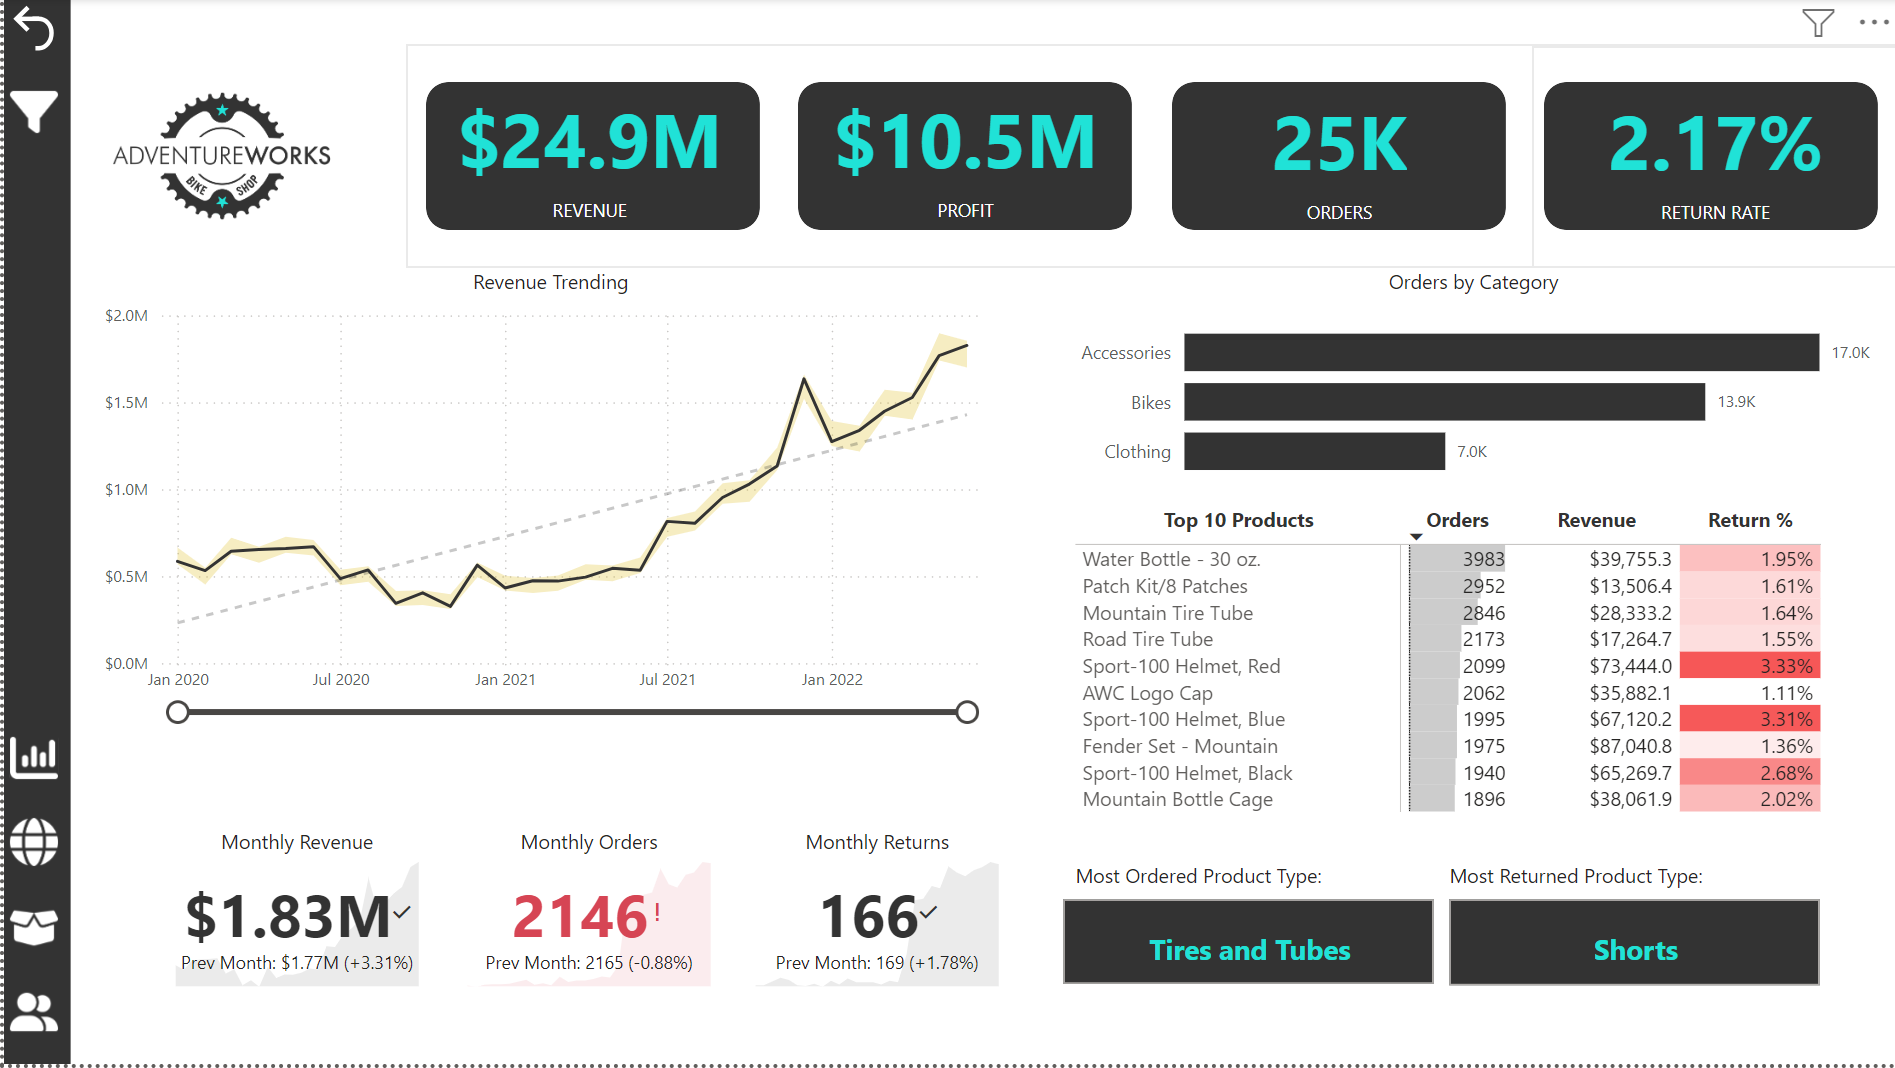 ADVENTUREWORKS
BIKE SHOP
$24.9M
REVENUE
$10.5M
PROFIT
25K
ORDERS
2.17%
RETURN RATE
Revenue Trending
$2.0M
$1.5M
$1.0M
$0.5M
$0.0M
Jan 2020 Jul 2020 Jan 2021 Jul 2021 Jan 2022
Orders by Category
Accessories 17.0K
Bikes 13.9K
Clothing 7.0K
Top 10 Products Orders Revenue Return %
Water Bottle - 30 oz. 3983 $39,755.3 1.95%
Patch Kit/8 Patches 2952 $13,506.4 1.61%
Mountain Tire Tube 2846 $28,333.2 1.64%
Road Tire Tube 2173 $17,264.7 1.55%
Sport-100 Helmet, Red 2099 $73,444.0 3.33%
AWC Logo Cap 2062 $35,882.1 1.11%
Sport-100 Helmet, Blue 1995 $67,120.2 3.31%
Fender Set - Mountain 1975 $87,040.8 1.36%
Sport-100 Helmet, Black 1940 $65,269.7 2.68%
Mountain Bottle Cage 1896 $38,061.9 2.02%
Monthly Revenue
$1.83M
Prev Month: $1.77M (+3.31%)
Monthly Orders
2146!
Prev Month: 2165 (-0.88%)
Monthly Returns
166
Prev Month: 169 (+1.78%)
Most Ordered Product Type:
Tires and Tubes
Most Returned Product Type:
Shorts